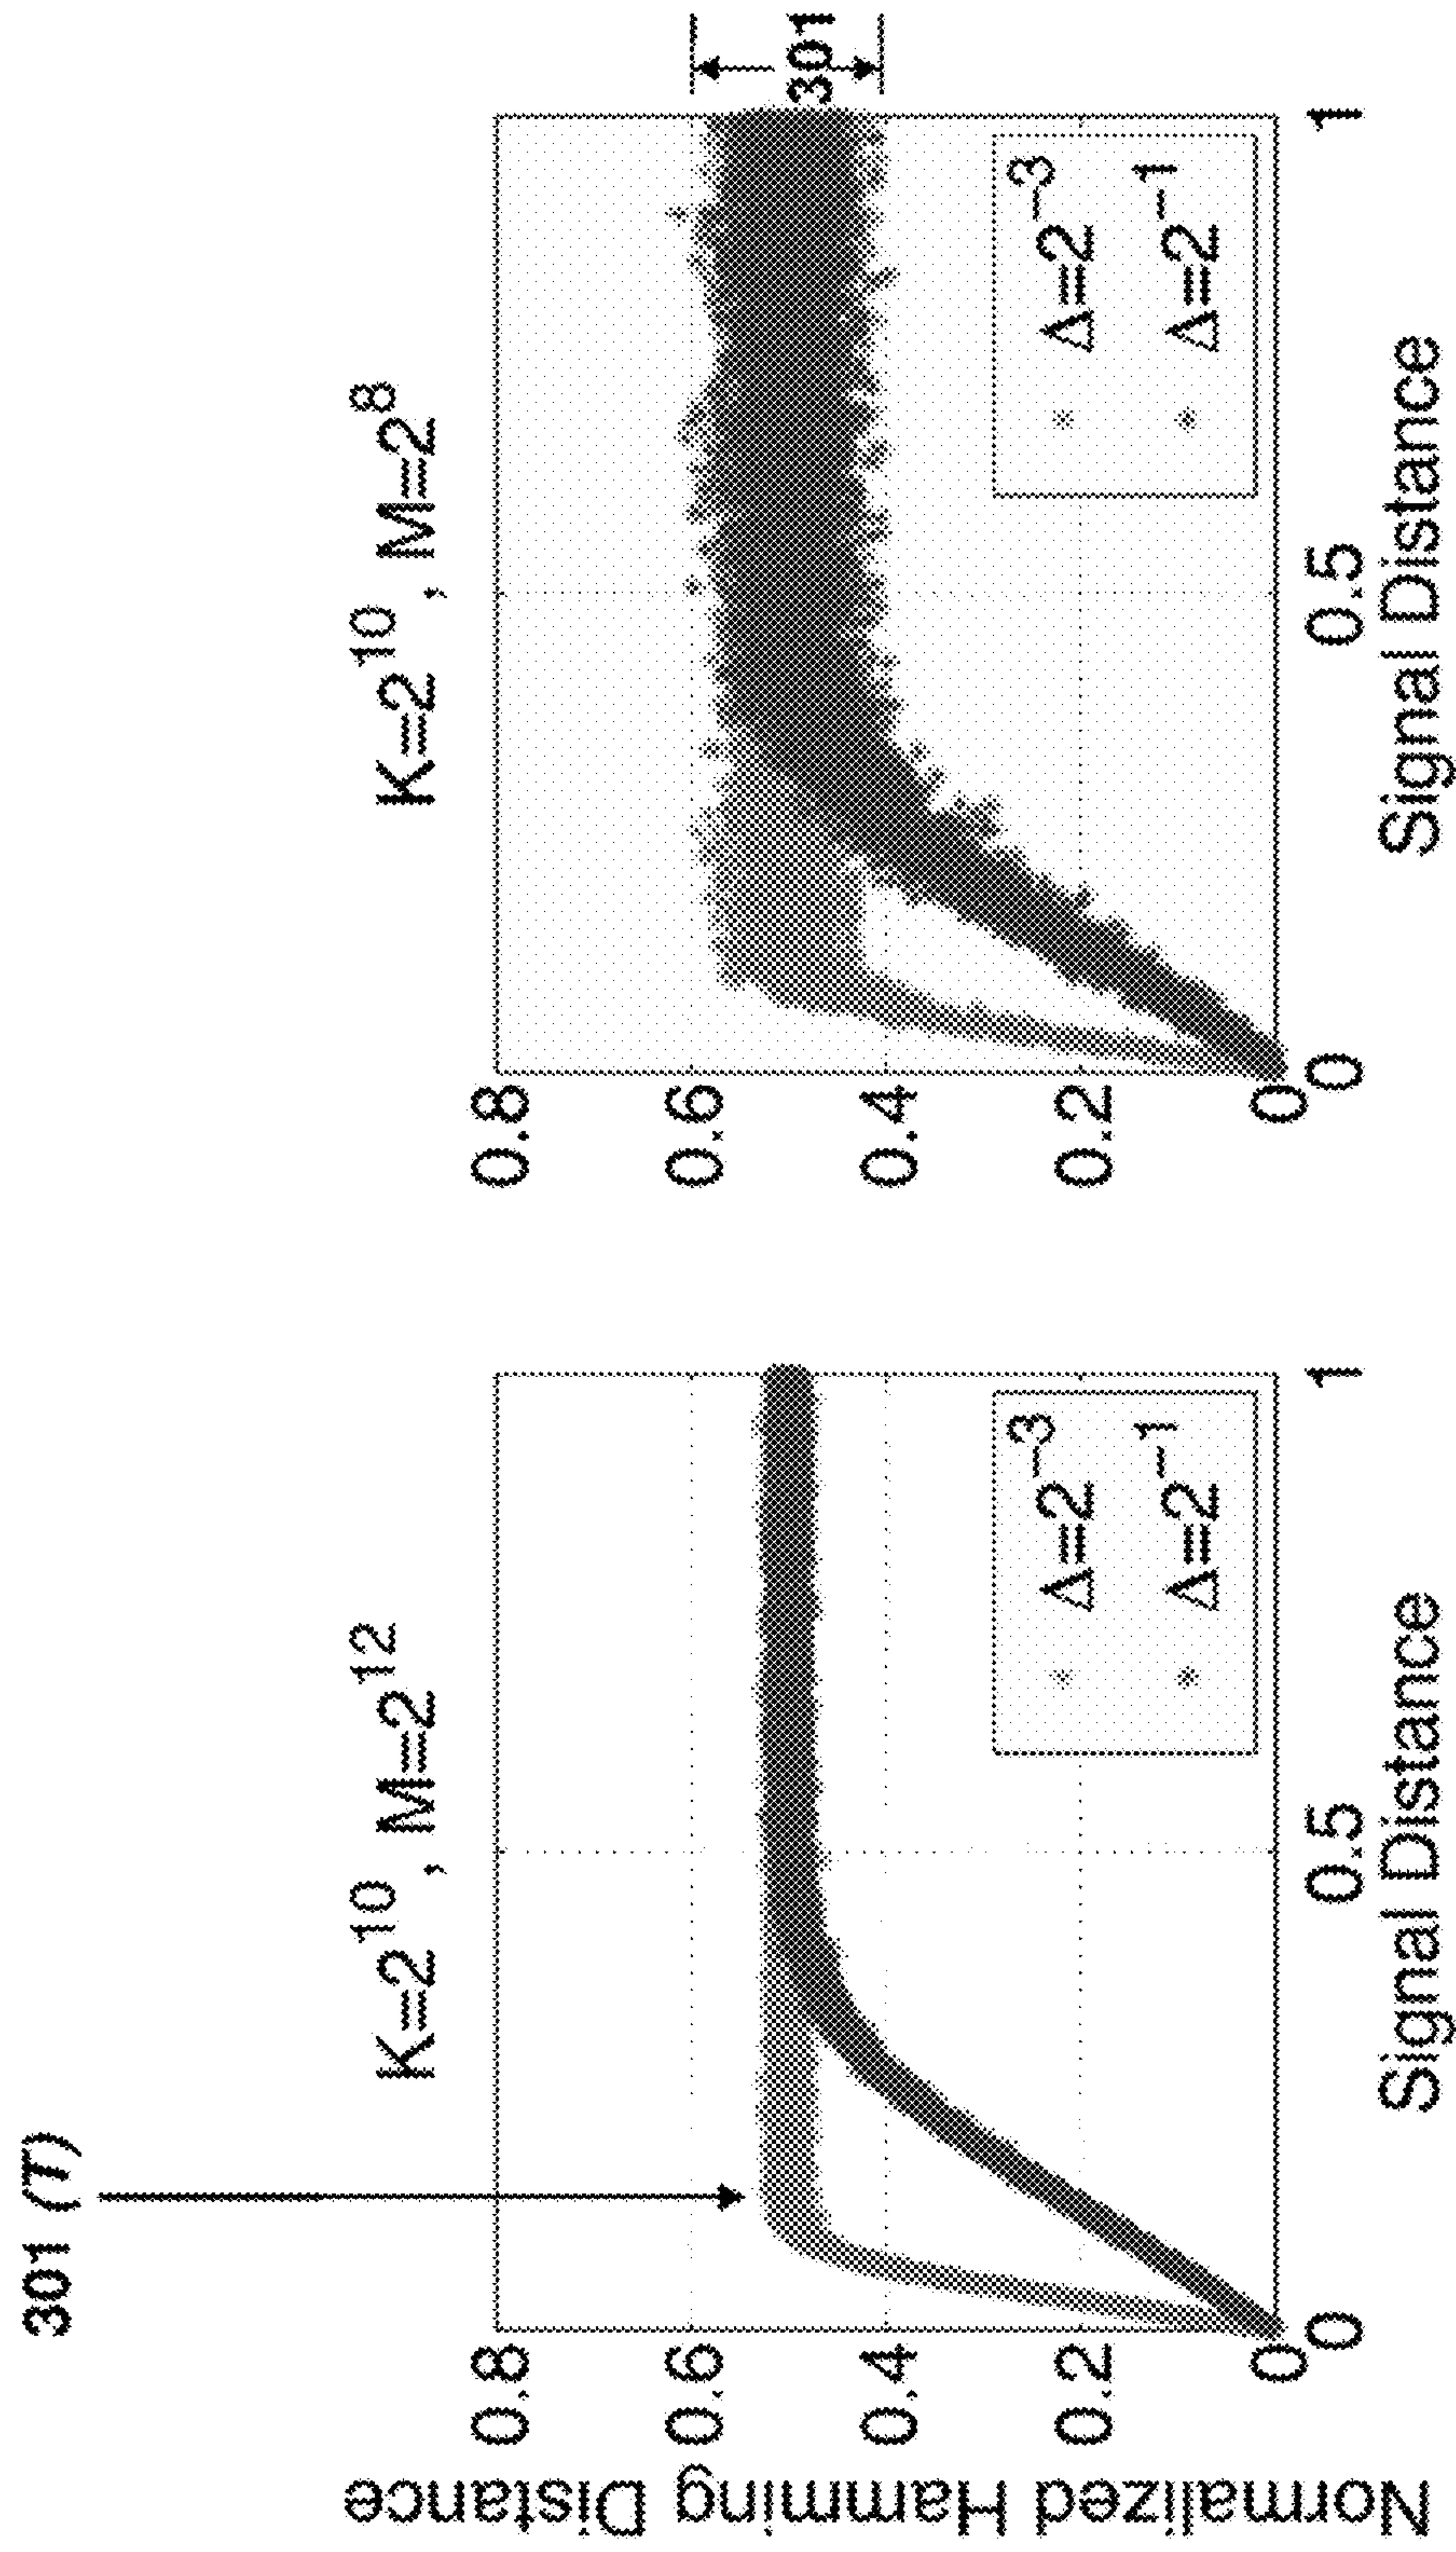 301 (T)
K=2^10, M=2^12
Normalized Hamming Distance
0.8
0.6
0.4
0.2
0
0
0.5
1
Signal Distance
Δ=2^−3
Δ=2^−1
K=2^10, M=2^8
0.8
0.6
0.4
0.2
0
0
0.5
1
Signal Distance
Δ=2^−3
Δ=2^−1
301